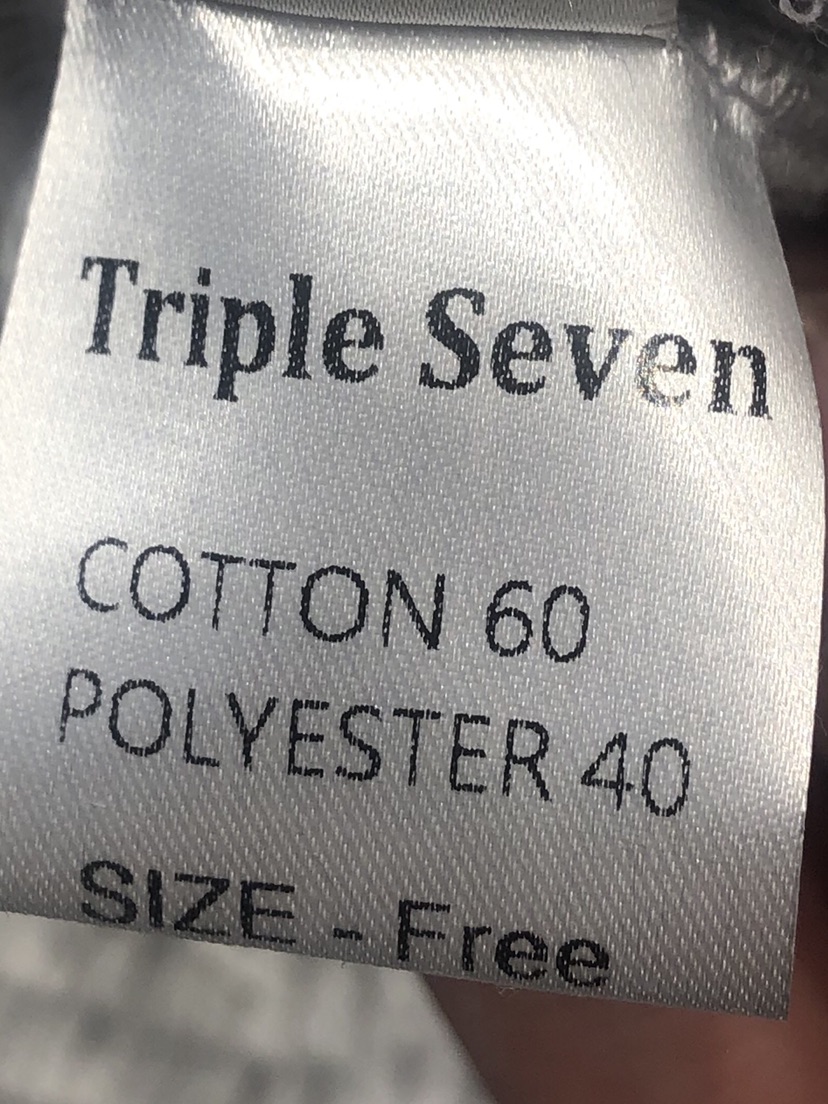 Triple Seven
COTTON 60
POLYESTER 40
SIZE - Free